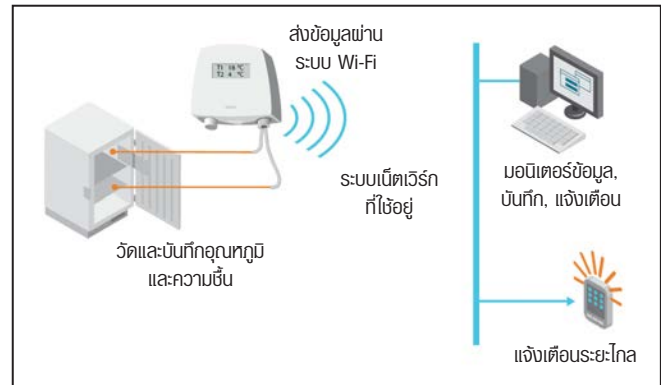 ส่งข้อมูลผ่าน
ระบบ Wi-Fi
T1 18 °C
T2 4 °C
ระบบเน็ตเวิร์ก
ที่ใช้อยู่
วัดและบันทึกอุณหภูมิ
และความชื้น
มอนิเตอร์ข้อมูล,
บันทึก, แจ้งเตือน
แจ้งเตือนระยะไกล